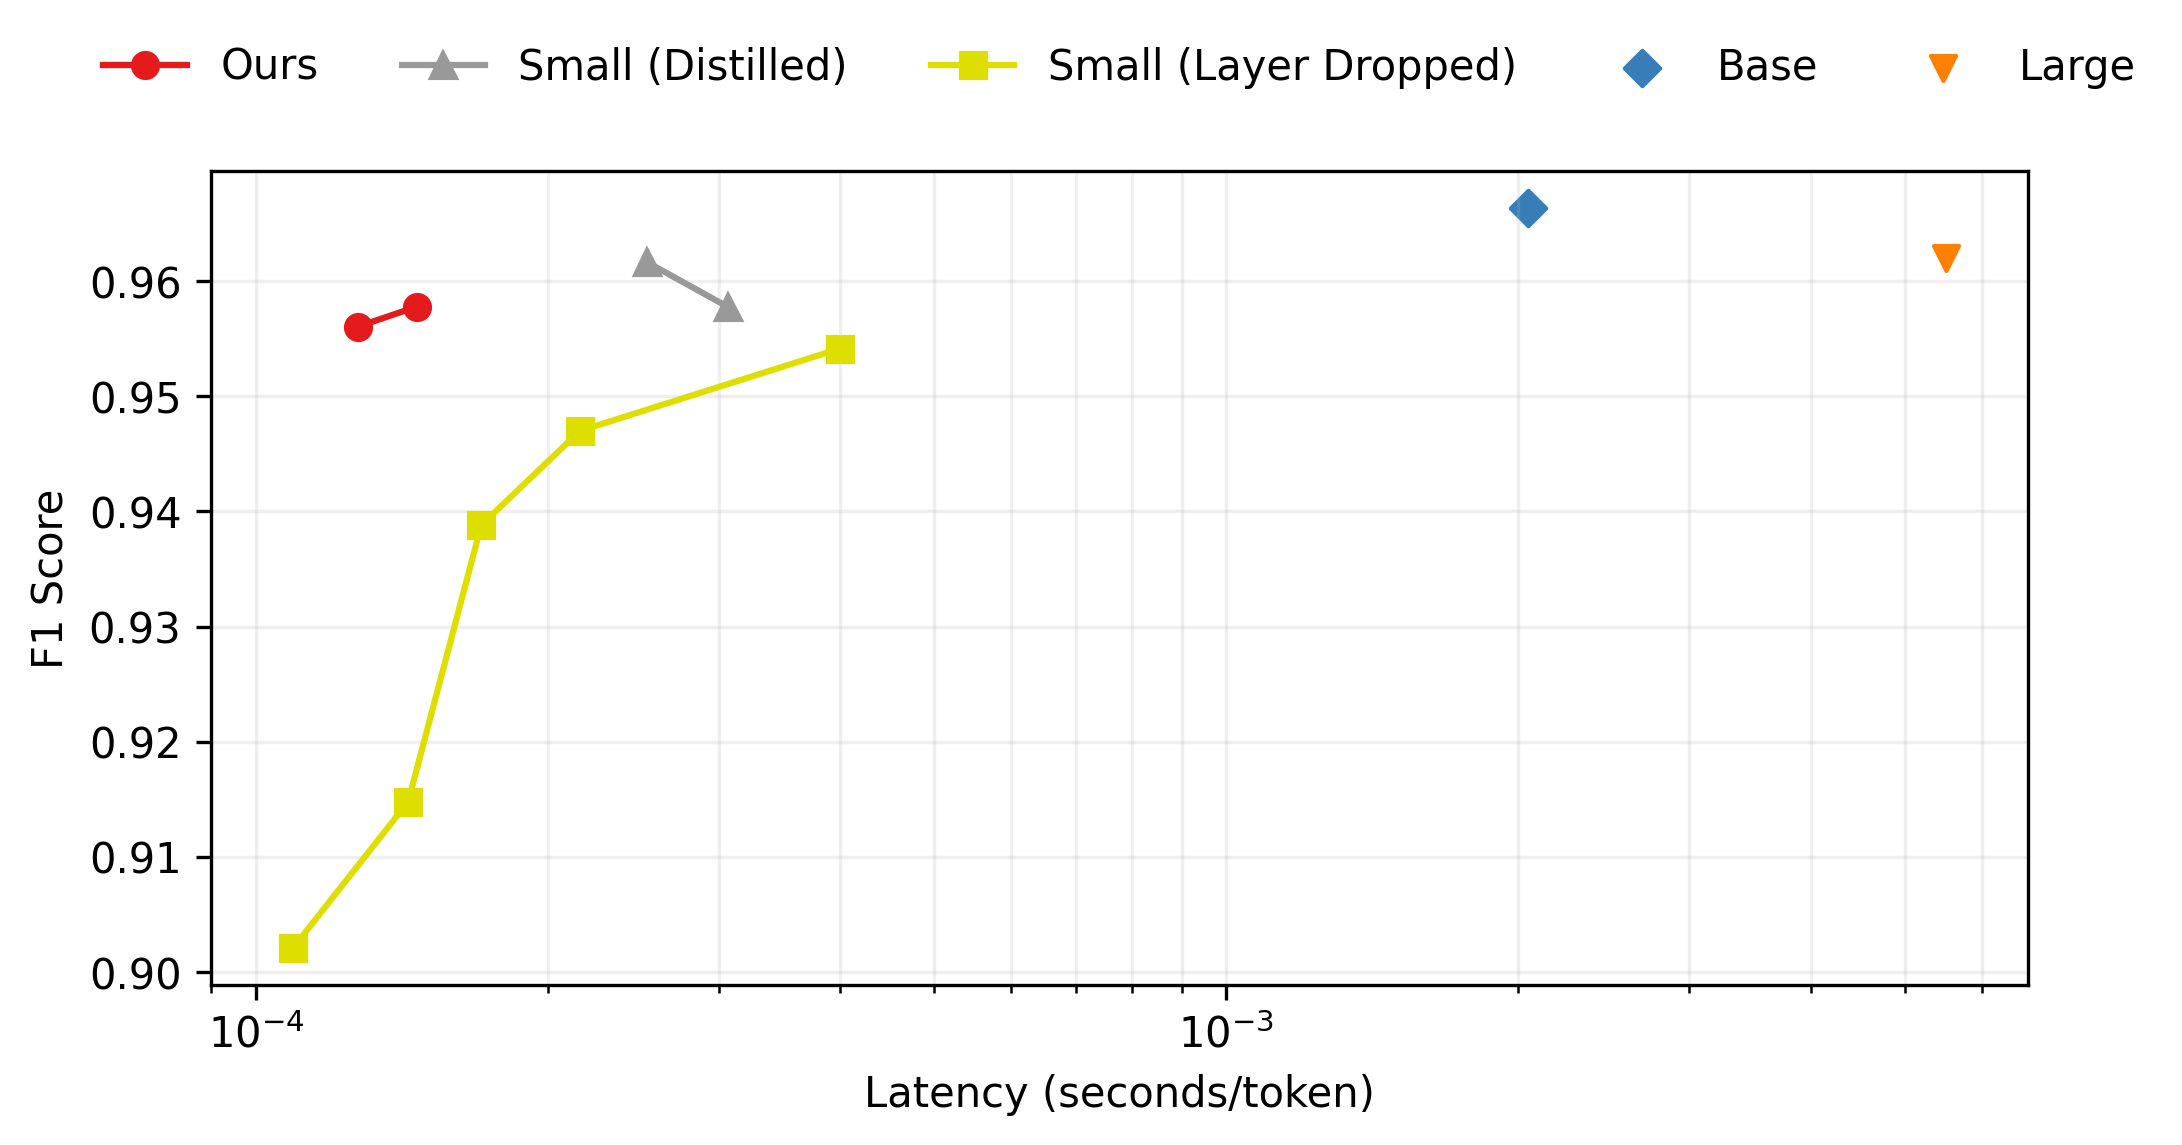 Ours Small (Distilled) Small (Layer Dropped) Base Large
F1 Score
0.96
0.95
0.94
0.93
0.92
0.91
0.90
10⁻⁴ 10⁻³
Latency (seconds/token)